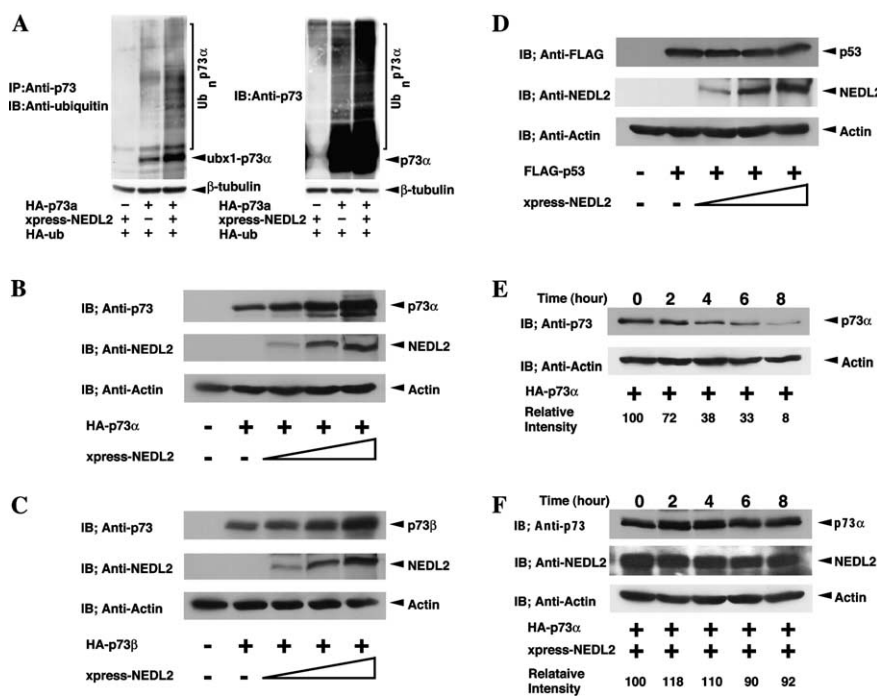 A
IP:Anti-p73
IB:Anti-ubiquitin
Ub n p73α
ubx1-p73α
β-tubulin
HA-p73a - + +
xpress-NEDL2 + - +
HA-ub + + +
IB:Anti-p73
Ub n p73α
p73α
β-tubulin
HA-p73a - + +
xpress-NEDL2 + - +
HA-ub + + +
B
IB; Anti-p73 p73α
IB; Anti-NEDL2 NEDL2
IB; Anti-Actin Actin
HA-p73α - + + + +
xpress-NEDL2 - -
C
IB; Anti-p73 p73β
IB; Anti-NEDL2 NEDL2
IB; Anti-Actin Actin
HA-p73β - + + + +
xpress-NEDL2 - -
D
IB; Anti-FLAG p53
IB; Anti-NEDL2 NEDL2
IB; Anti-Actin Actin
FLAG-p53 - + + + +
xpress-NEDL2 - -
E
Time (hour) 0 2 4 6 8
IB; Anti-p73 p73α
IB; Anti-Actin Actin
HA-p73α + + + + +
Relative
Intensity 100 72 38 33 8
F
Time (hour) 0 2 4 6 8
IB; Anti-p73 p73α
IB; Anti-NEDL2 NEDL2
IB; Anti-Actin Actin
HA-p73α + + + + +
xpress-NEDL2 + + + + +
Relataive
Intensity 100 118 110 90 92